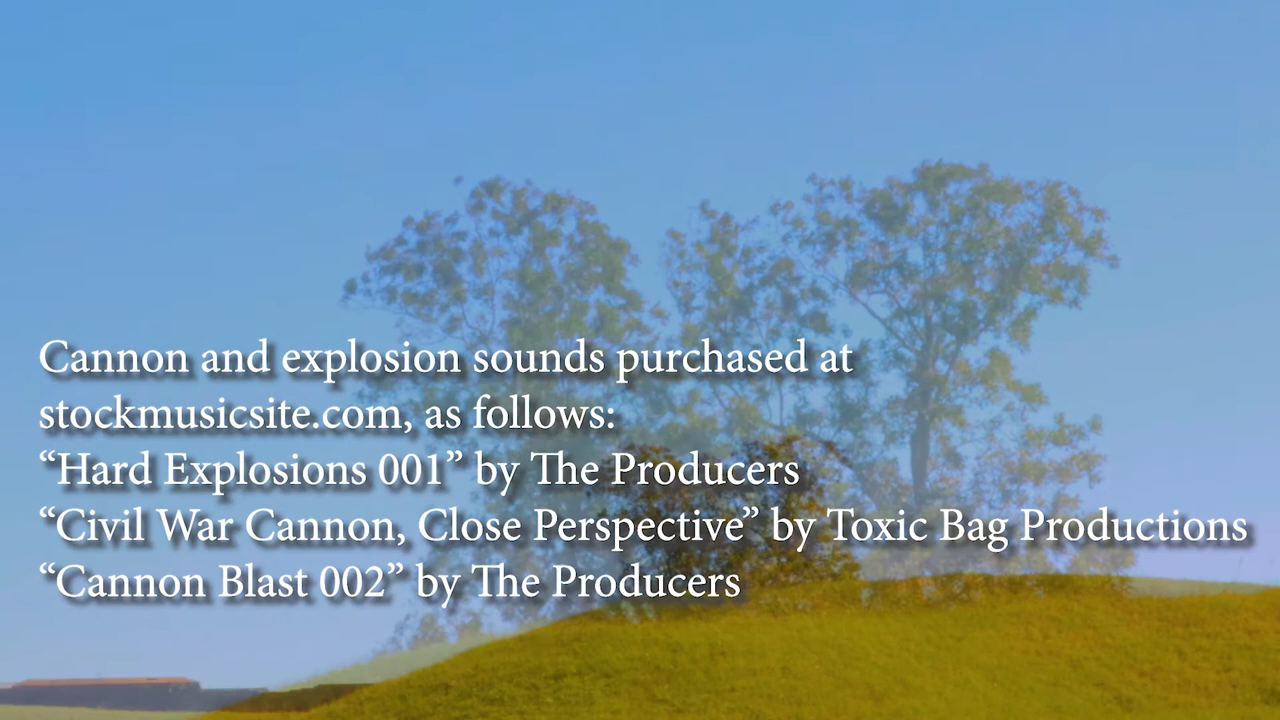 Cannon and explosion sounds purchased at
stockmusicsite.com, as follows:
“Hard Explosions 001” by The Producers
“Civil War Cannon, Close Perspective” by Toxic Bag Productions
“Cannon Blast 002” by The Producers